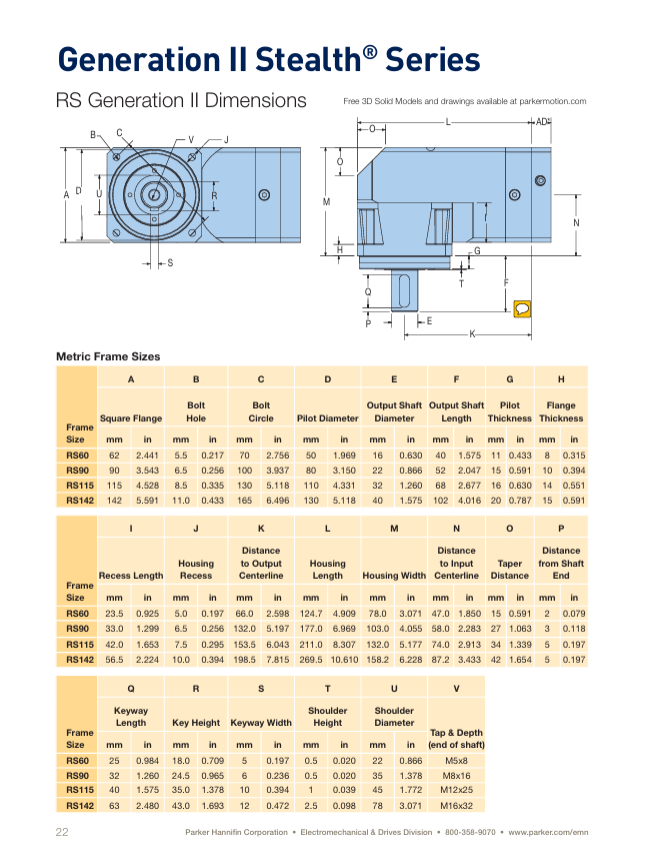 Generation II Stealth® Series
RS Generation II Dimensions
Free 3D Solid Models and drawings available at parkermotion.com
B C V J
A D U R
S
L AD*
O
O
M
N
I
H
G
T
Q
F
P
E
K
Metric Frame Sizes
A B C D E F G H
Frame Size Square Flange Bolt Hole Bolt Circle Pilot Diameter Output Shaft Diameter Output Shaft Length Pilot Thickness Flange Thickness
mm in mm in mm in mm in mm in mm in mm in mm in
RS60 62 2.441 5.5 0.217 70 2.756 50 1.969 16 0.630 40 1.575 11 0.433 8 0.315
RS90 90 3.543 6.5 0.256 100 3.937 80 3.150 22 0.866 52 2.047 15 0.591 10 0.394
RS115 115 4.528 8.5 0.335 130 5.118 110 4.331 32 1.260 68 2.677 16 0.630 14 0.551
RS142 142 5.591 11.0 0.433 165 6.496 130 5.118 40 1.575 102 4.016 20 0.787 15 0.591
I J K L M N O P
Frame Size Recess Length Housing Recess Distance to Output Centerline Housing Length Housing Width Distance to Input Centerline Taper Distance Distance from Shaft End
mm in mm in mm in mm in mm in mm in mm in mm in
RS60 23.5 0.925 5.0 0.197 66.0 2.598 124.7 4.909 78.0 3.071 47.0 1.850 15 0.591 2 0.079
RS90 33.0 1.299 6.5 0.256 132.0 5.197 177.0 6.969 103.0 4.055 58.0 2.283 27 1.063 3 0.118
RS115 42.0 1.653 7.5 0.295 153.5 6.043 211.0 8.307 132.0 5.177 74.0 2.913 34 1.339 5 0.197
RS142 56.5 2.224 10.0 0.394 198.5 7.815 269.5 10.610 158.2 6.228 87.2 3.433 42 1.654 5 0.197
Q R S T U V
Frame Size Keyway Length Key Height Keyway Width Shoulder Height Shoulder Diameter Tap & Depth (end of shaft)
mm in mm in mm in mm in mm in
RS60 25 0.984 18.0 0.709 5 0.197 0.5 0.020 22 0.866 M5x8
RS90 32 1.260 24.5 0.965 6 0.236 0.5 0.020 35 1.378 M8x16
RS115 40 1.575 35.0 1.378 10 0.394 1 0.039 45 1.772 M12x25
RS142 63 2.480 43.0 1.693 12 0.472 2.5 0.098 78 3.071 M16x32
22 Parker Hannifin Corporation • Electromechanical & Drives Division • 800-358-9070 • www.parker.com/emn